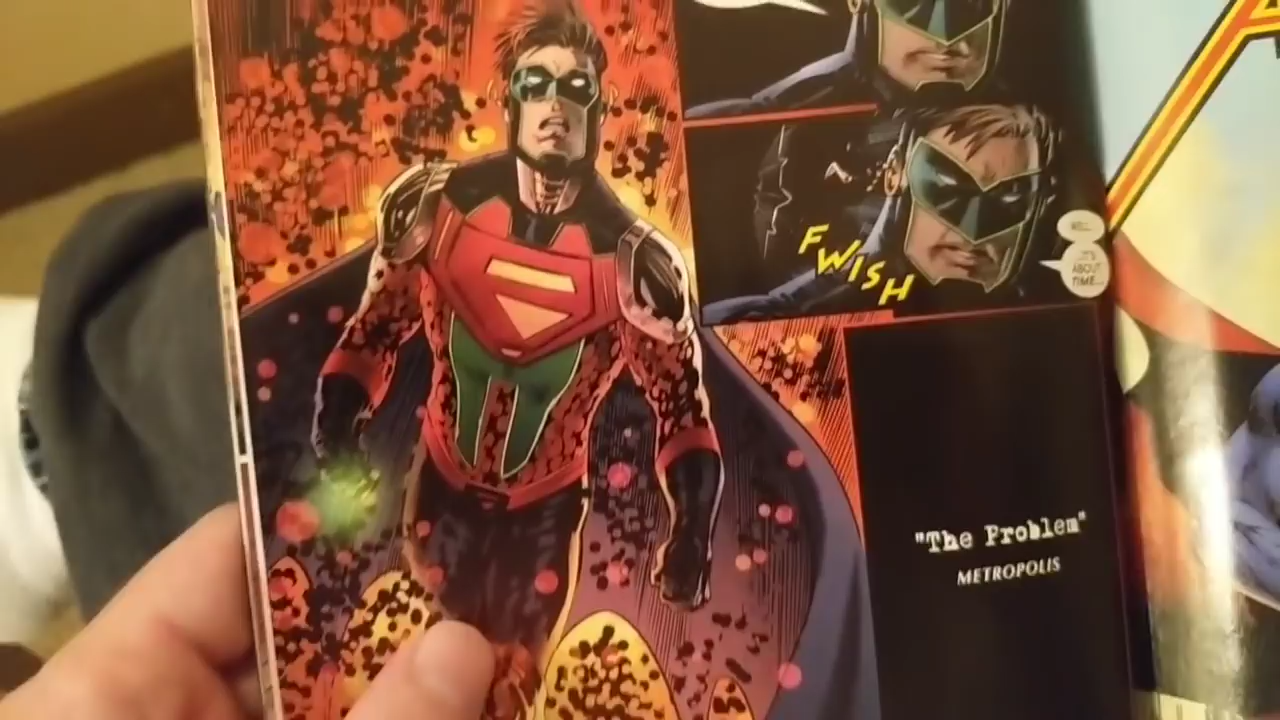 FWISH
WELL...
...IT'S
ABOUT
TIME...
"The Problem"
METROPOLIS
A